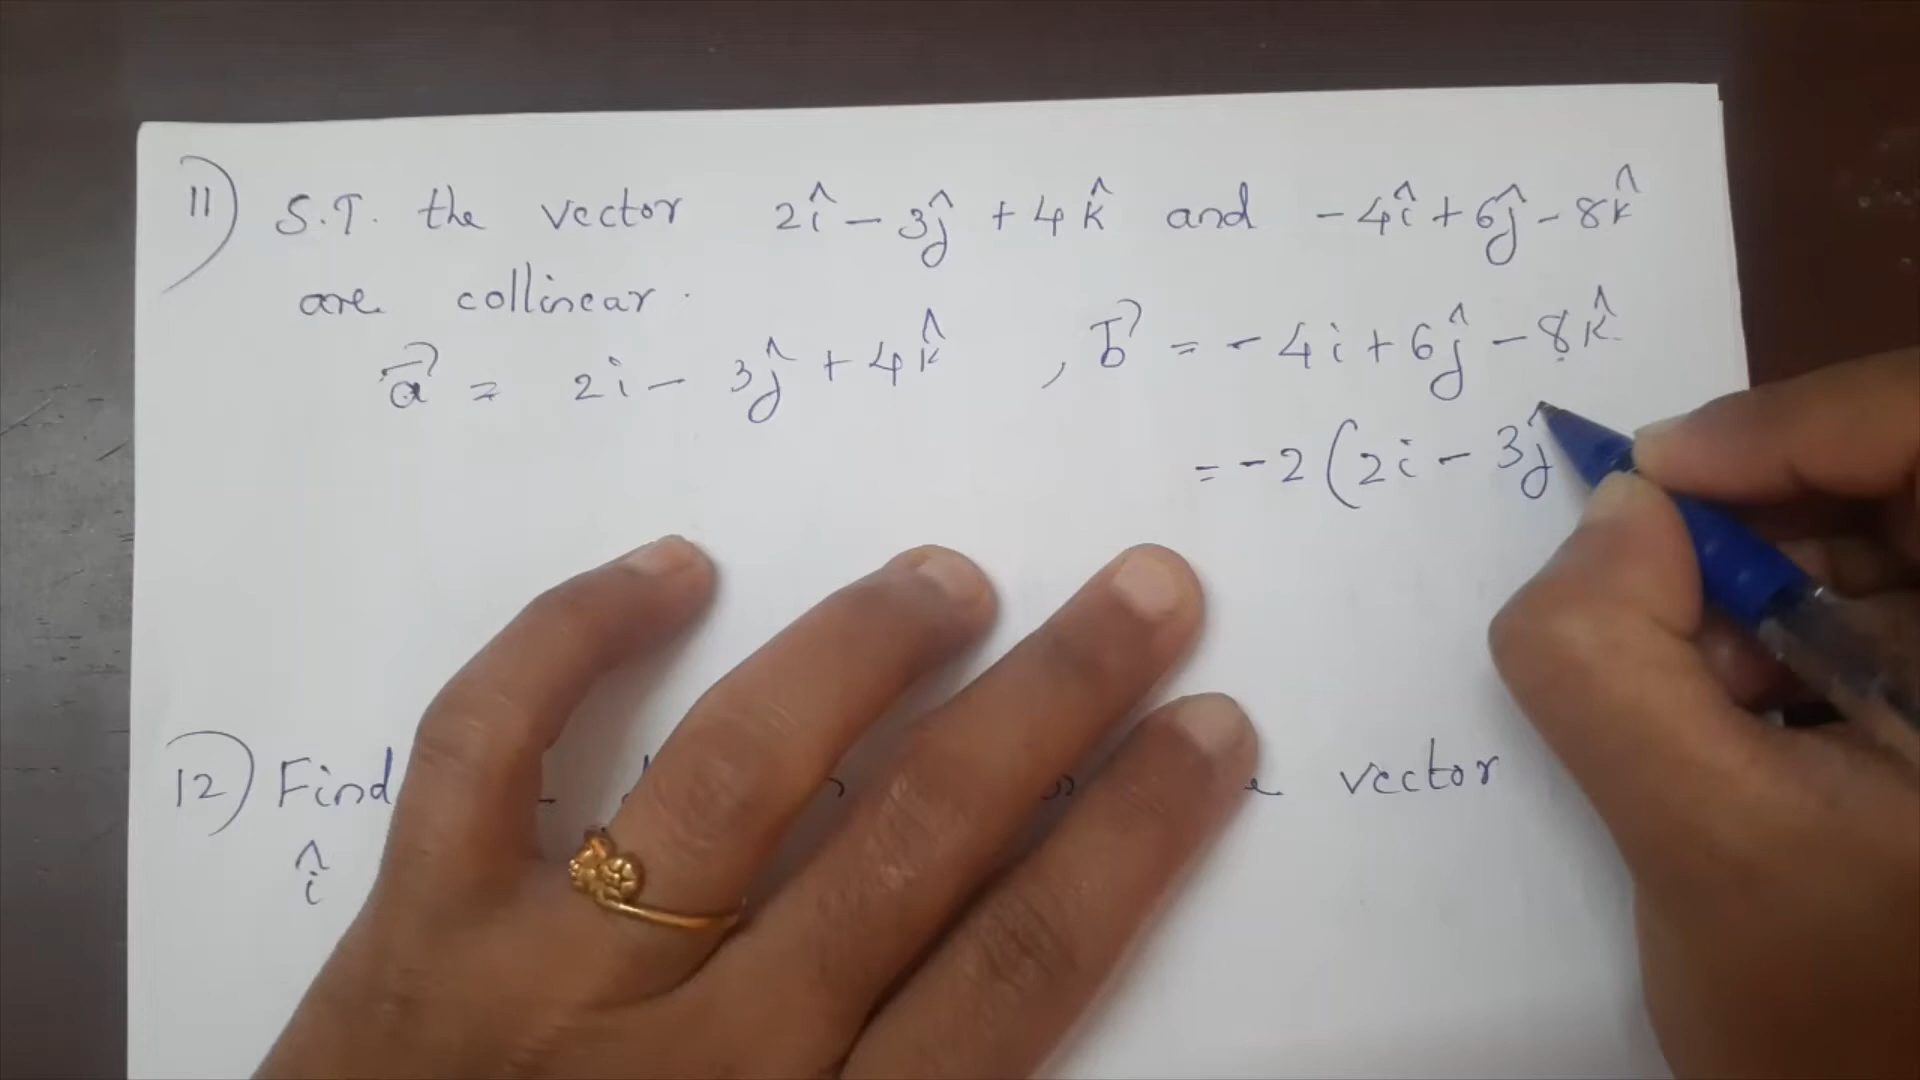 11) S.T. the vector 2î - 3ĵ + 4k̂ and -4î + 6ĵ - 8k̂
are collinear.
a⃗ = 2i - 3ĵ + 4k̂ , b⃗ = -4i + 6ĵ - 8k̂
= -2(2i - 3ĵ
12) Find vector
î